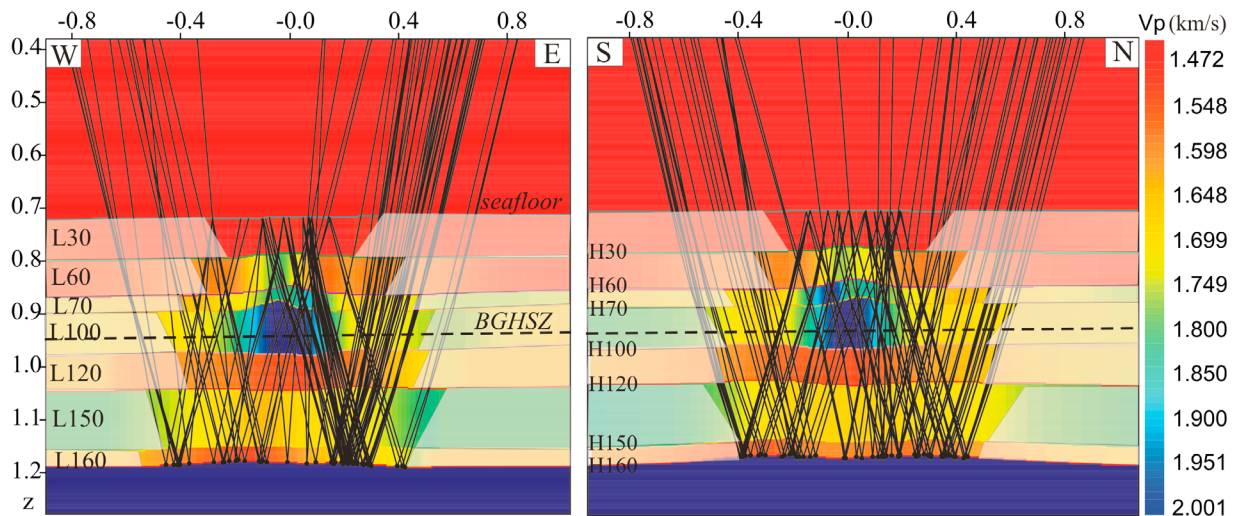 -0.8 -0.4 -0.0 0.4 0.8 -0.8 -0.4 -0.0 0.4 0.8 Vp (km/s)
0.4 W E S N 1.472
0.5 1.548
0.6 1.598
0.7 seafloor 1.648
L30 H30
0.8 L60 H60 1.699
L70 H70 1.749
0.9 L100 BGHSZ H100 1.800
1.0 L120 H120 1.850
1.1 L150 H150 1.900
L160 H160 1.951
1.2
z 2.001